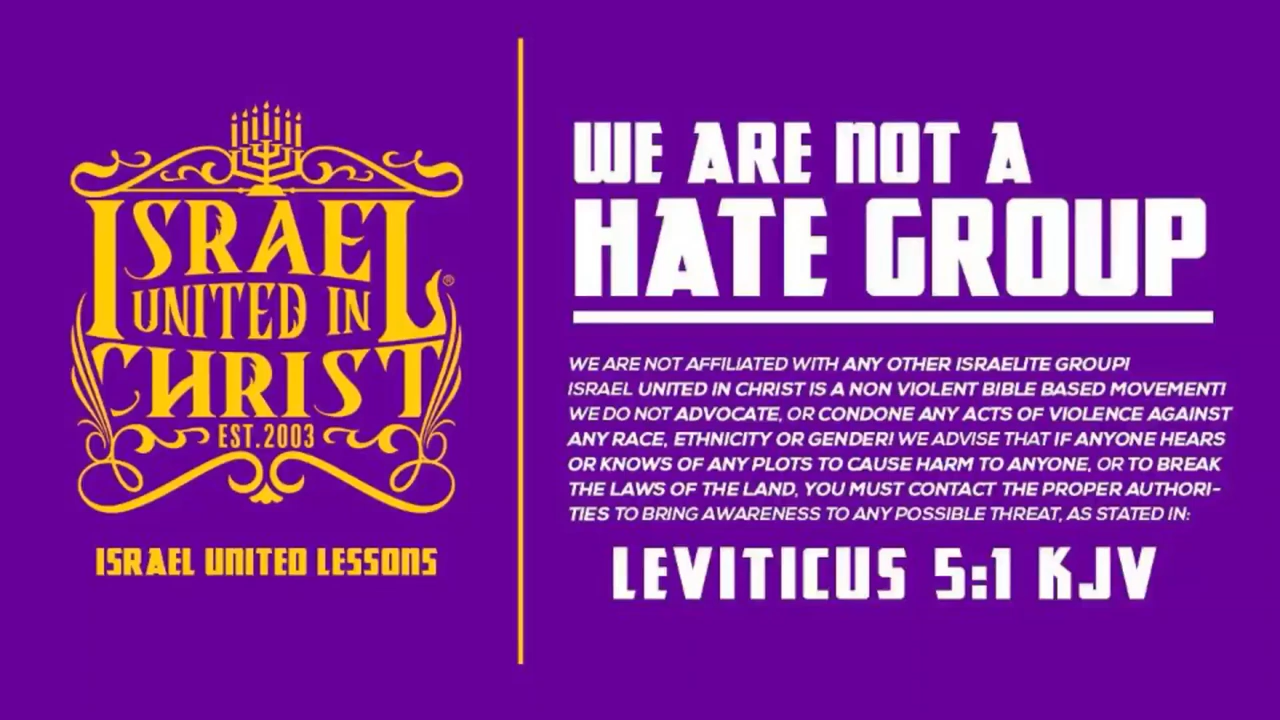 ISRAEL
UNITED IN
CHRIST
®
EST.2003
ISRAEL UNITED LESSONS
WE ARE NOT A
HATE GROUP
WE ARE NOT AFFILIATED WITH ANY OTHER ISRAELITE GROUP!
ISRAEL UNITED IN CHRIST IS A NON VIOLENT BIBLE BASED MOVEMENT!
WE DO NOT ADVOCATE, OR CONDONE ANY ACTS OF VIOLENCE AGAINST
ANY RACE, ETHNICITY OR GENDER! WE ADVISE THAT IF ANYONE HEARS
OR KNOWS OF ANY PLOTS TO CAUSE HARM TO ANYONE, OR TO BREAK
THE LAWS OF THE LAND, YOU MUST CONTACT THE PROPER AUTHORI-
TIES TO BRING AWARENESS TO ANY POSSIBLE THREAT, AS STATED IN:
LEVITICUS 5:1 KJV